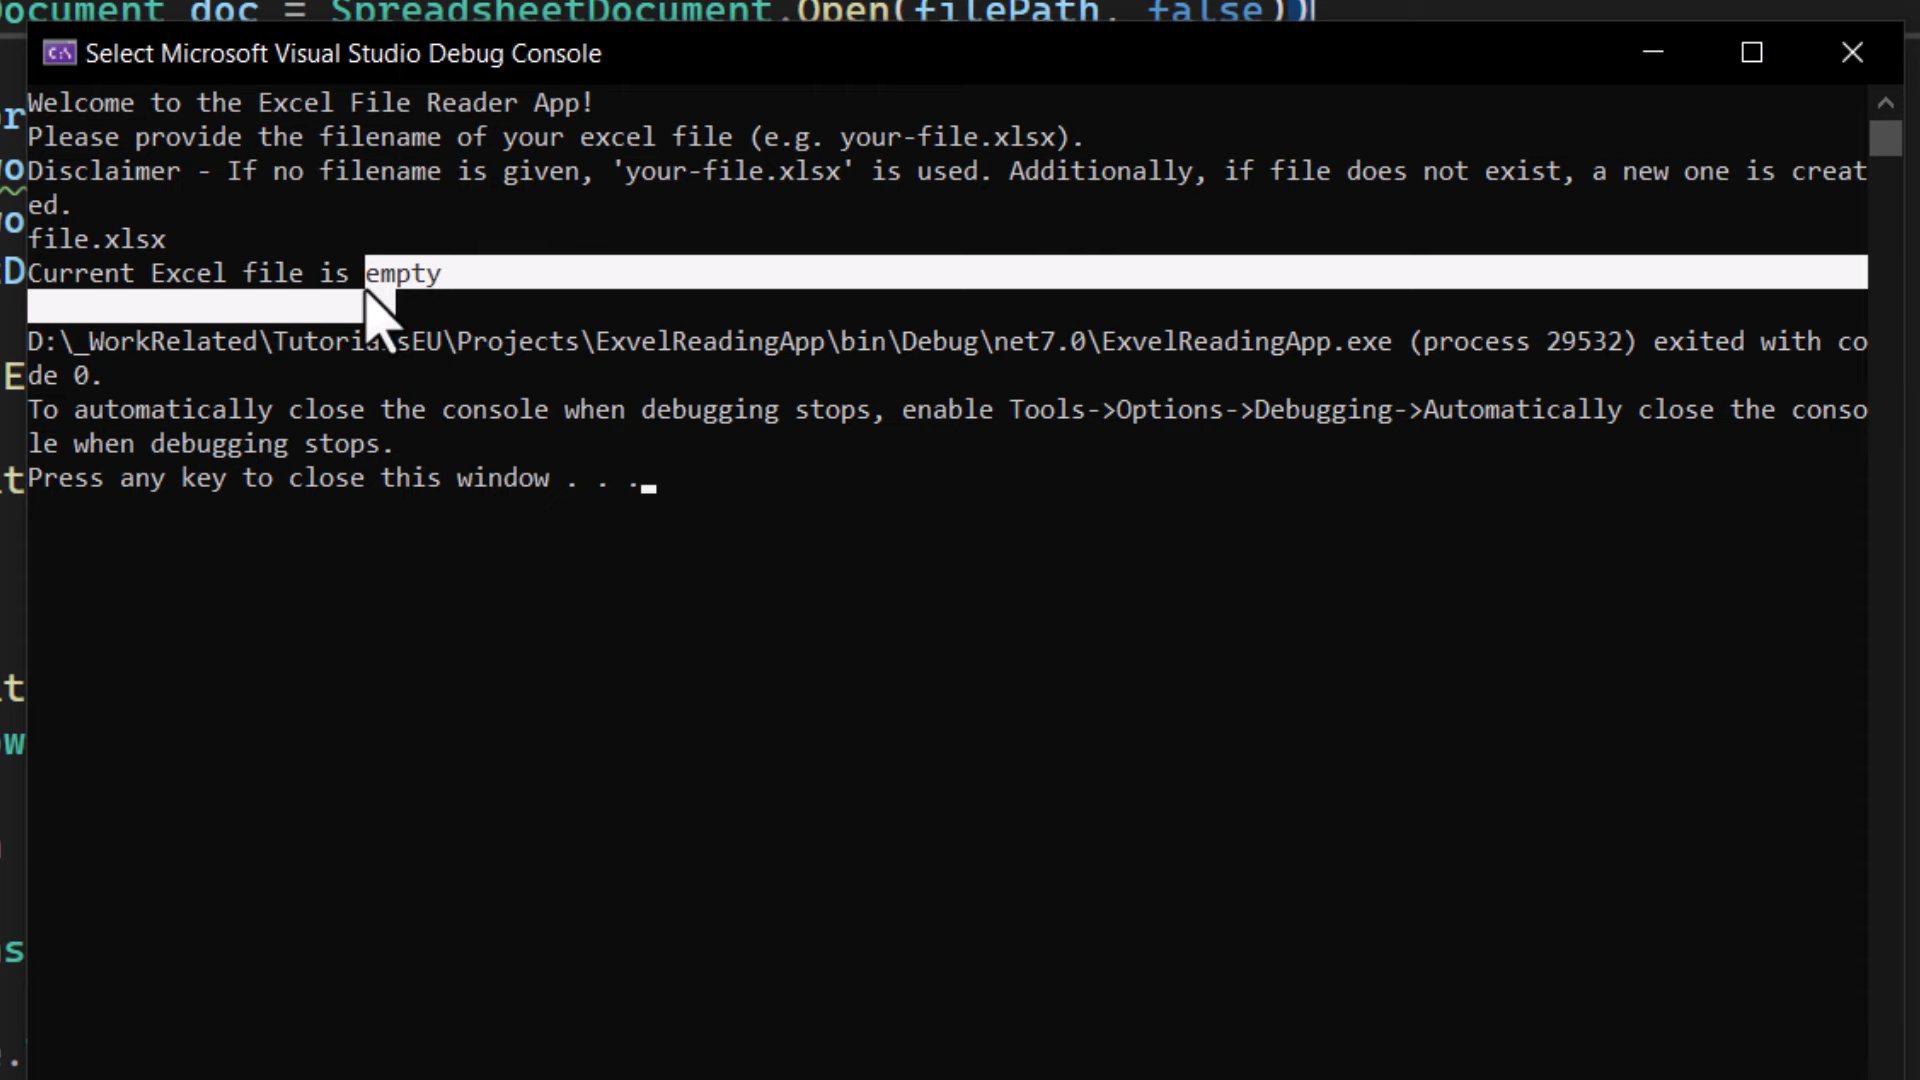 ocument doc = SpreadsheetDocument.Open(filePath, false))
Select Microsoft Visual Studio Debug Console
Welcome to the Excel File Reader App!
Please provide the filename of your excel file (e.g. your-file.xlsx).
Disclaimer - If no filename is given, 'your-file.xlsx' is used. Additionally, if file does not exist, a new one is creat
ed.
file.xlsx
Current Excel file is empty
D:\_WorkRelated\TutorialsEU\Projects\ExvelReadingApp\bin\Debug\net7.0\ExvelReadingApp.exe (process 29532) exited with co
de 0.
To automatically close the console when debugging stops, enable Tools->Options->Debugging->Automatically close the conso
le when debugging stops.
Press any key to close this window . . .